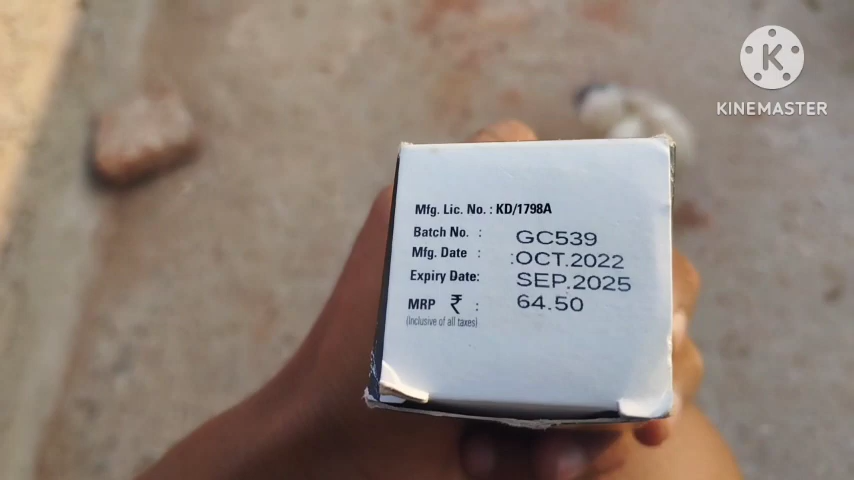 K
KINEMASTER
Mfg. Lic. No. : KD/1798A
Batch No. : GC539
Mfg. Date : :OCT.2022
Expiry Date: SEP.2025
MRP ₹ : 64.50
(Inclusive of all taxes)